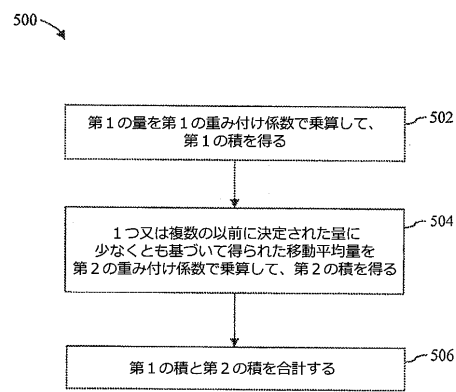 500
第1の量を第1の重み付け係数で乗算して、
第1の積を得る
502
1つ又は複数の以前に決定された量に
少なくとも基づいて得られた移動平均量を
第2の重み付け係数で乗算して、第2の積を得る
504
第1の積と第2の積を合計する
506